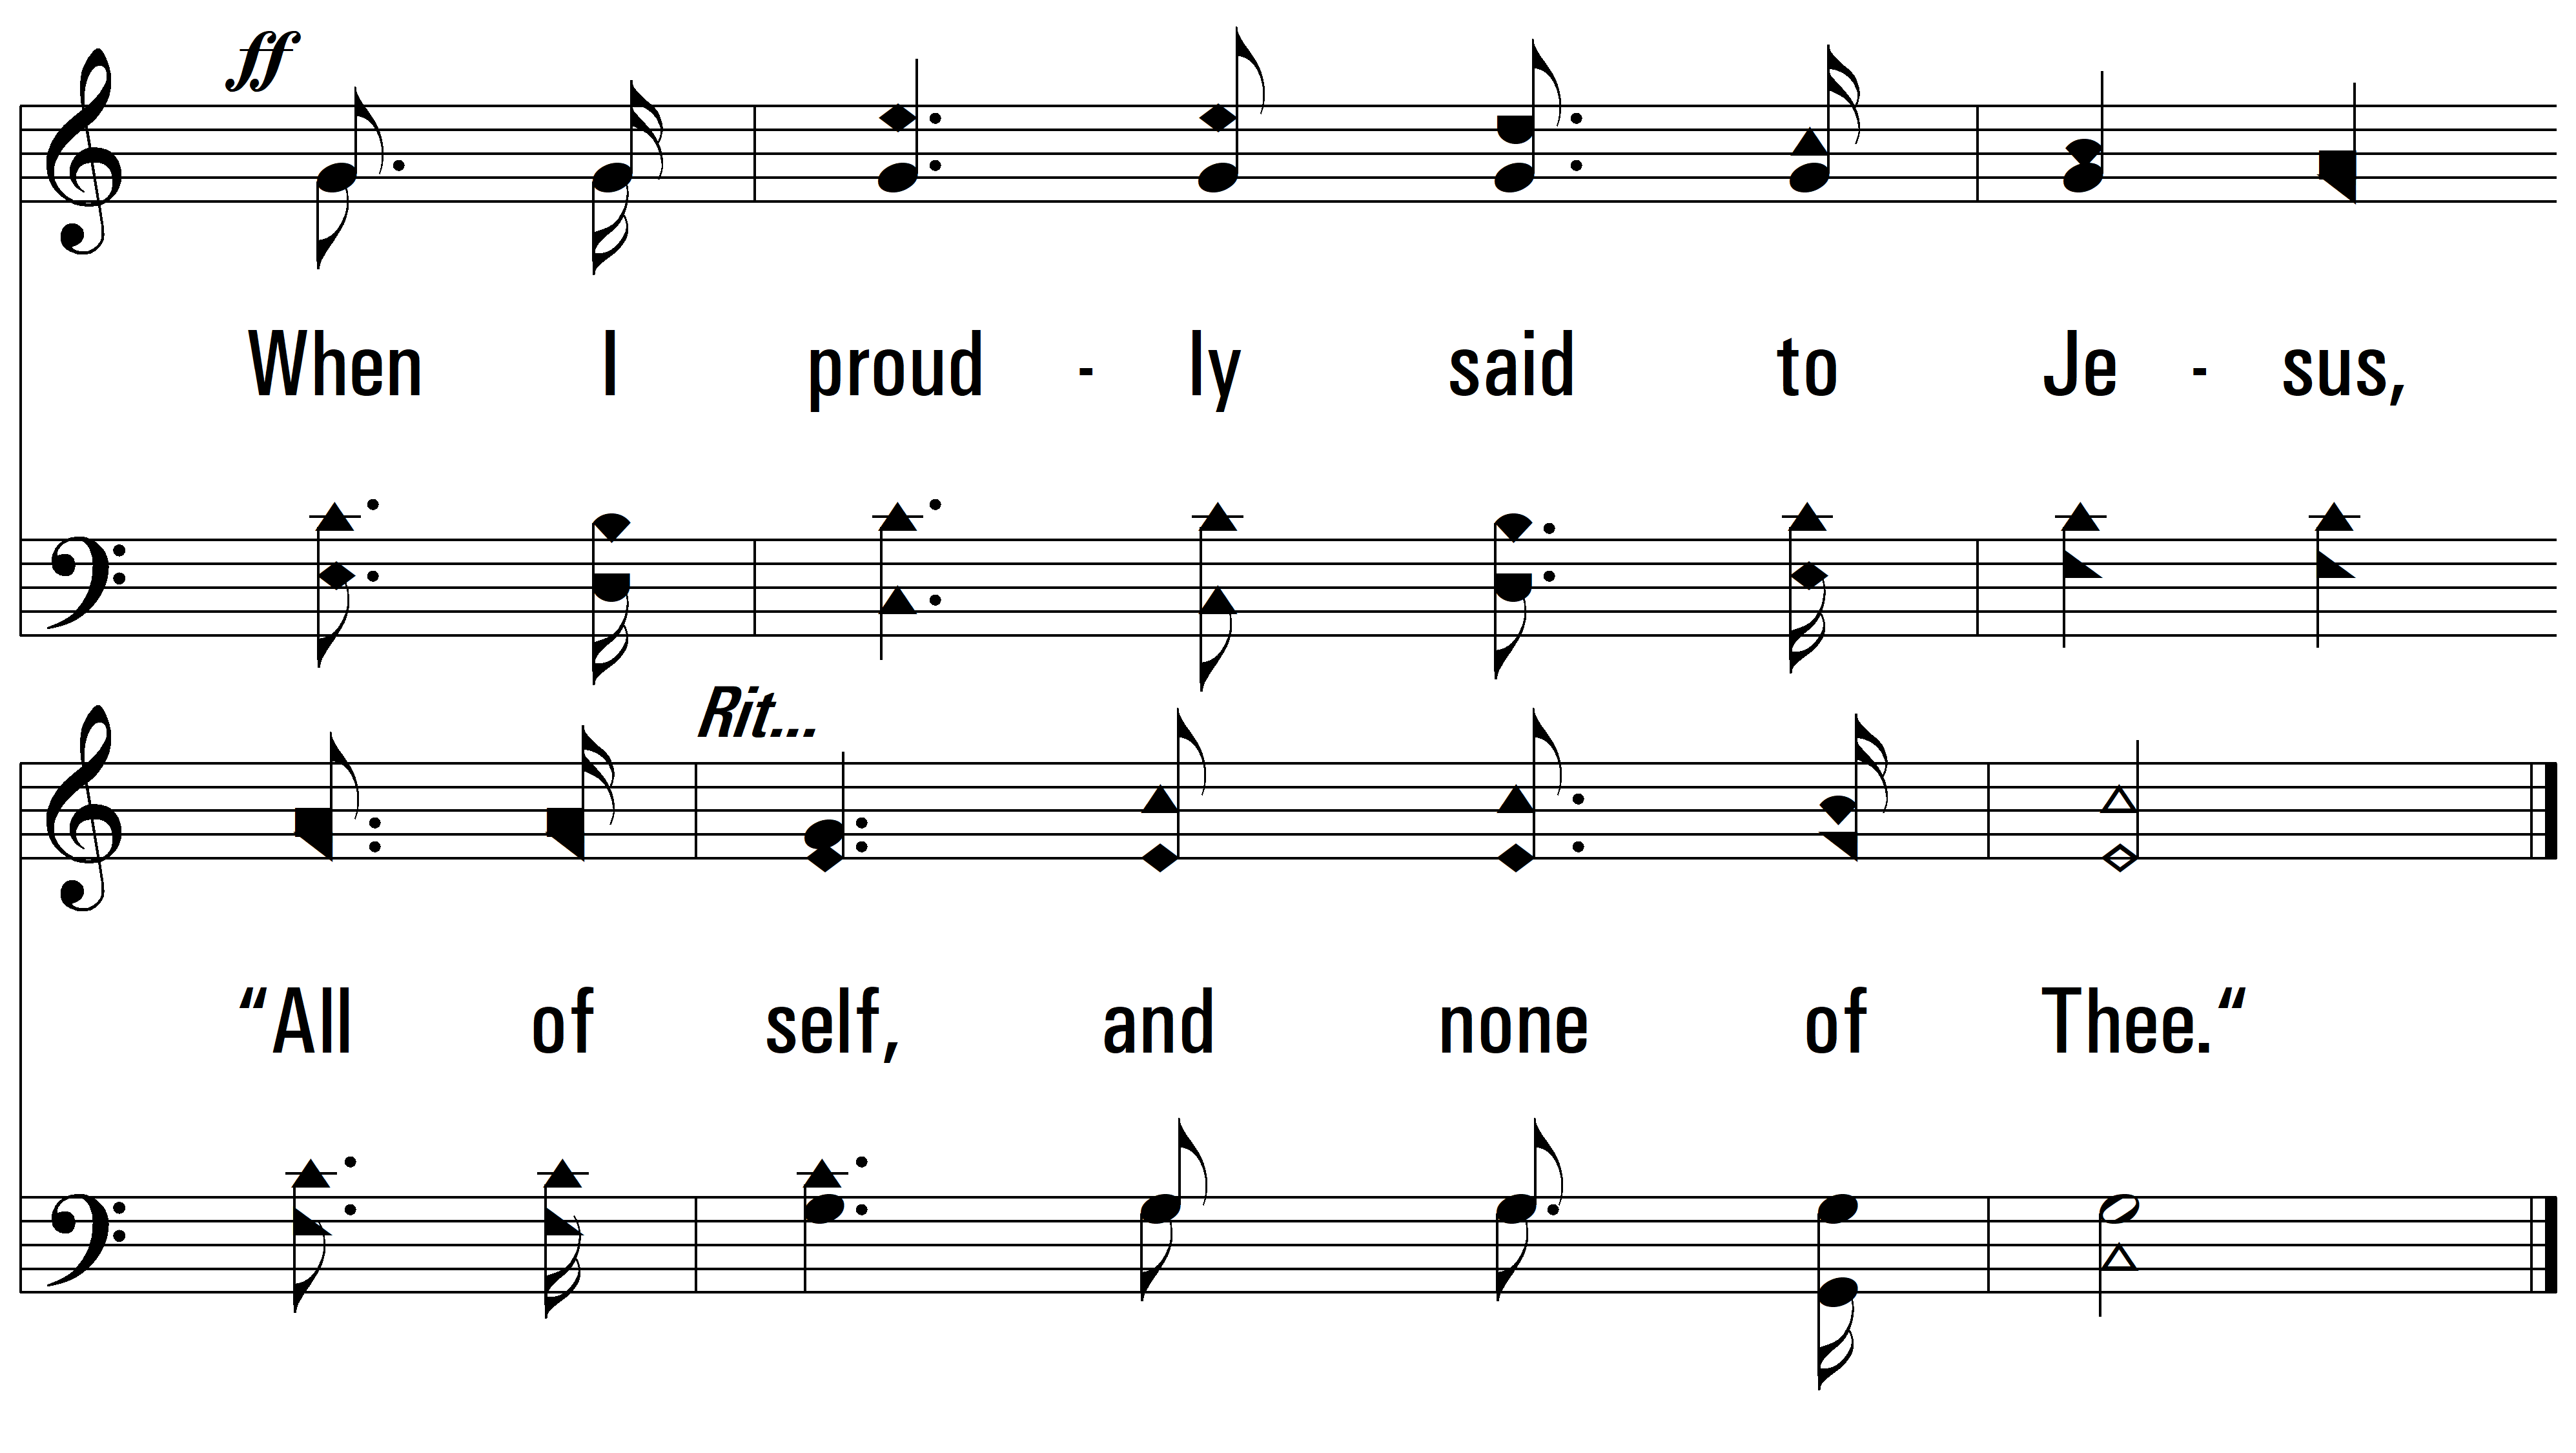 ff
When I proud - ly said to Je - sus,
Rit...
“All of self, and none of Thee.“